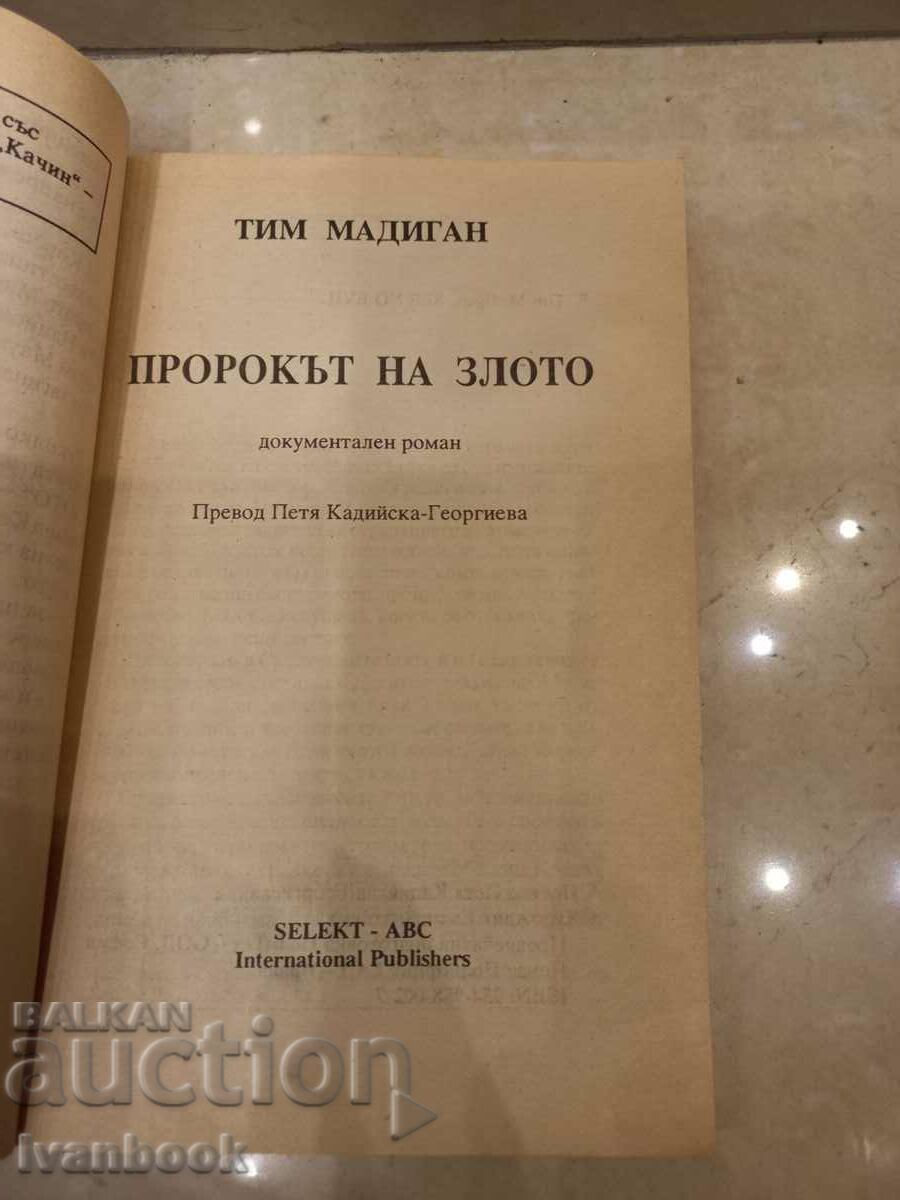 със
„Качин“ -
ТИМ МАДИГАН
ПРОРОКЪТ НА ЗЛОТО
документален роман
Превод Петя Кадийска-Георгиева
SELEKT - ABC
International Publishers
BALKAN
auction
Ivanbook